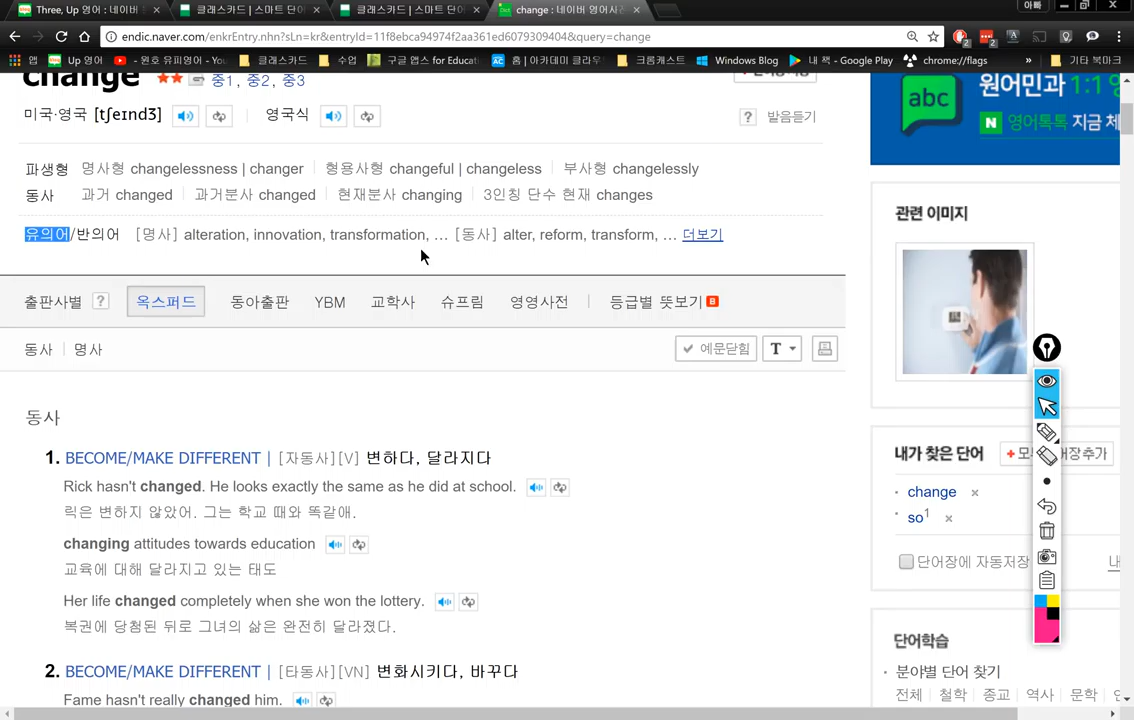 Three, Up 영어 : 네이버
클래스카드 | 스마트 단어
클래스카드 | 스마트 단어
change : 네이버 영어사전
아빠
endic.naver.com/enkrEntry.nhn?sLn=kr&entryId=11f8ebca94974f2aa361ed6079309404&query=change
앱
Up 영어
- 원호 유피영어 - You
클래스카드
수업
구글 앱스 for Educati
홈 | 아카데미 클라우
크롬캐스트
Windows Blog
내 책 - Google Play
chrome://flags
»
기타 북마크
change
중1, 중2, 중3
미국·영국 [tʃeɪndʒ]
영국식
? 발음듣기
파생형 명사형 changelessness | changer 형용사형 changeful | changeless 부사형 changelessly
동사 과거 changed 과거분사 changed 현재분사 changing 3인칭 단수 현재 changes
유의어/반의어 [명사] alteration, innovation, transformation, … [동사] alter, reform, transform, … 더보기
출판사별 ? 옥스퍼드 동아출판 YBM 교학사 슈프림 영영사전 등급별 뜻보기
동사 | 명사
예문닫힘
T
동사
1. BECOME/MAKE DIFFERENT | [자동사][V] 변하다, 달라지다
Rick hasn't changed. He looks exactly the same as he did at school.
릭은 변하지 않았어. 그는 학교 때와 똑같애.
changing attitudes towards education
교육에 대해 달라지고 있는 태도
Her life changed completely when she won the lottery.
복권에 당첨된 뒤로 그녀의 삶은 완전히 달라졌다.
2. BECOME/MAKE DIFFERENT | [타동사][VN] 변화시키다, 바꾸다
Fame hasn't really changed him.
abc
원어민과 1:1
N 영어톡톡 지금
관련 이미지
내가 찾은 단어
장추가
change ×
so1 ×
단어장에 자동저장
단어학습
분야별 단어 찾기
전체 | 철학 | 종교 | 역사 | 문학